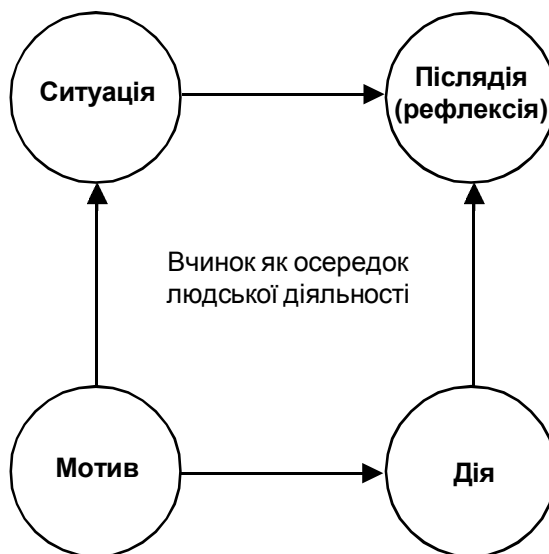 Ситуація
Післядія
(рефлексія)
Вчинок як осередок
людської діяльності
Мотив
Дія